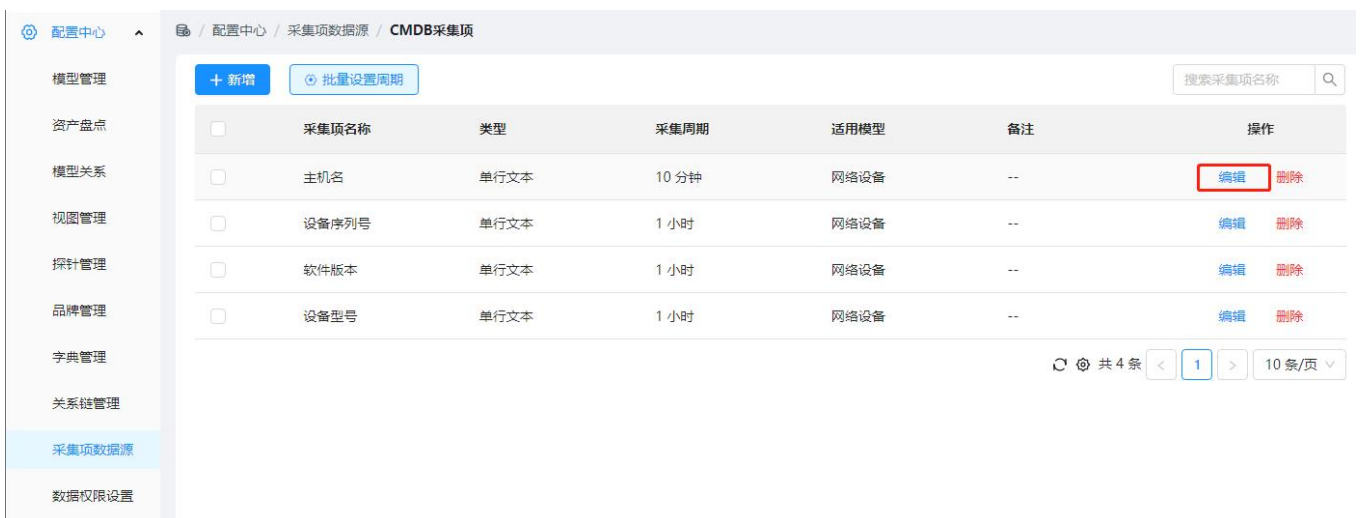 配置中心
模型管理
资产盘点
模型关系
视图管理
探针管理
品牌管理
字典管理
关系链管理
采集项数据源
数据权限设置
/ 配置中心 / 采集项数据源 / CMDB采集项
+ 新增 批量设置周期 搜索采集项名称
采集项名称 类型 采集周期 适用模型 备注 操作
主机名 单行文本 10 分钟 网络设备 -- 编辑 删除
设备序列号 单行文本 1 小时 网络设备 -- 编辑 删除
软件版本 单行文本 1 小时 网络设备 -- 编辑 删除
设备型号 单行文本 1 小时 网络设备 -- 编辑 删除
共 4 条 < 1 > 10 条/页